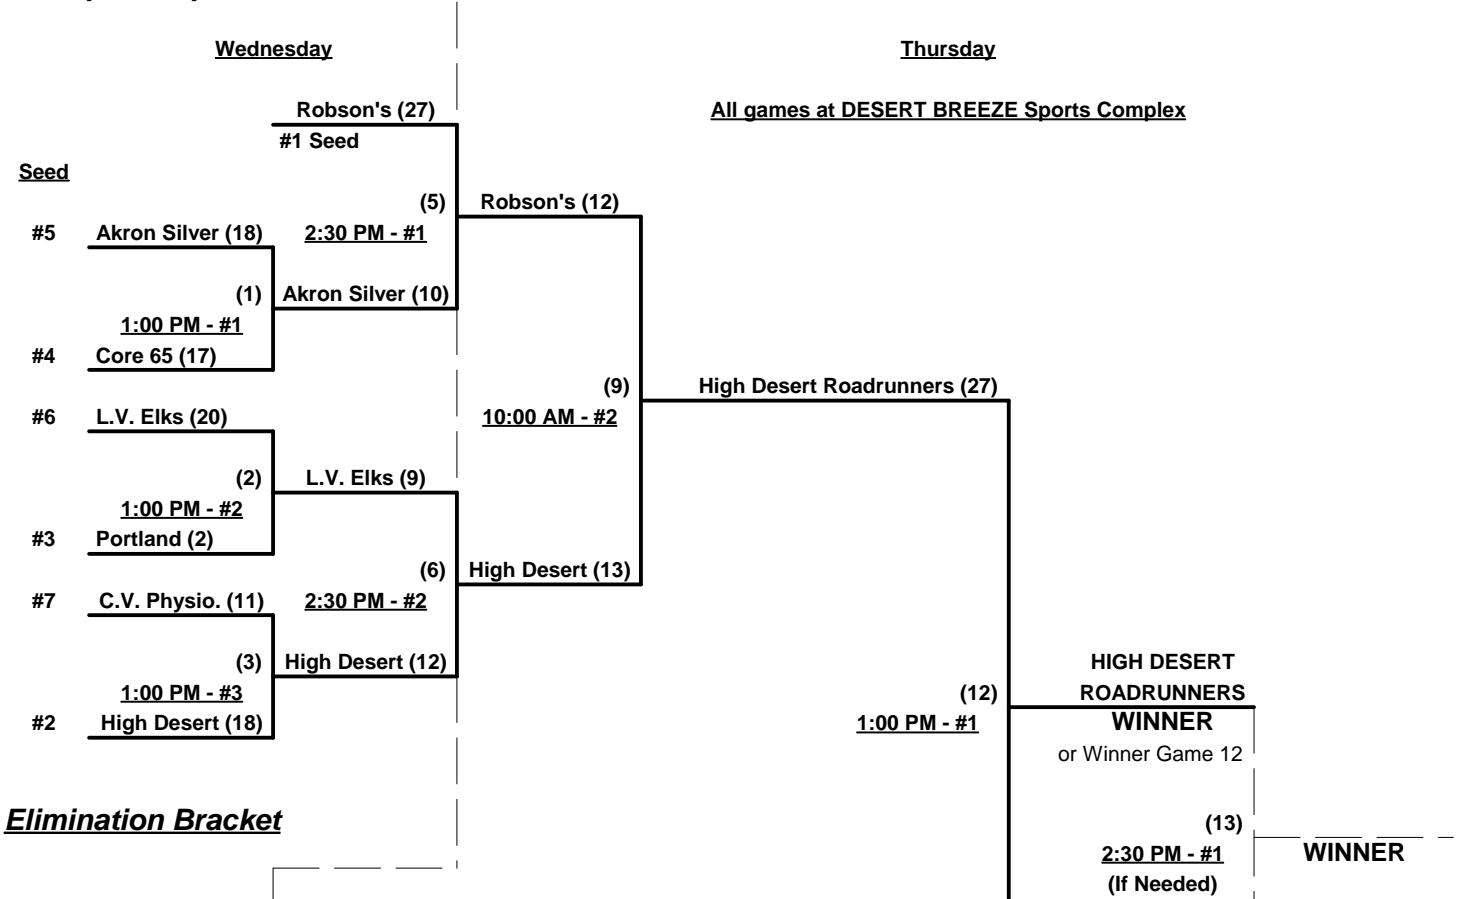 Wednesday
Thursday
Robson's (27)
All games at DESERT BREEZE Sports Complex
#1 Seed
Seed
(5)
Robson's (12)
#5
Akron Silver (18)
2:30 PM - #1
(1)
Akron Silver (10)
1:00 PM - #1
#4
Core 65 (17)
(9)
High Desert Roadrunners (27)
#6
L.V. Elks (20)
10:00 AM - #2
(2)
L.V. Elks (9)
1:00 PM - #2
#3
Portland (2)
(6)
High Desert (13)
#7
C.V. Physio. (11)
2:30 PM - #2
(3)
High Desert (12)
HIGH DESERT
1:00 PM - #3
(12)
ROADRUNNERS
#2
High Desert (18)
1:00 PM - #1
WINNER
or Winner Game 12
Elimination Bracket
(13)
2:30 PM - #1
WINNER
(If Needed)